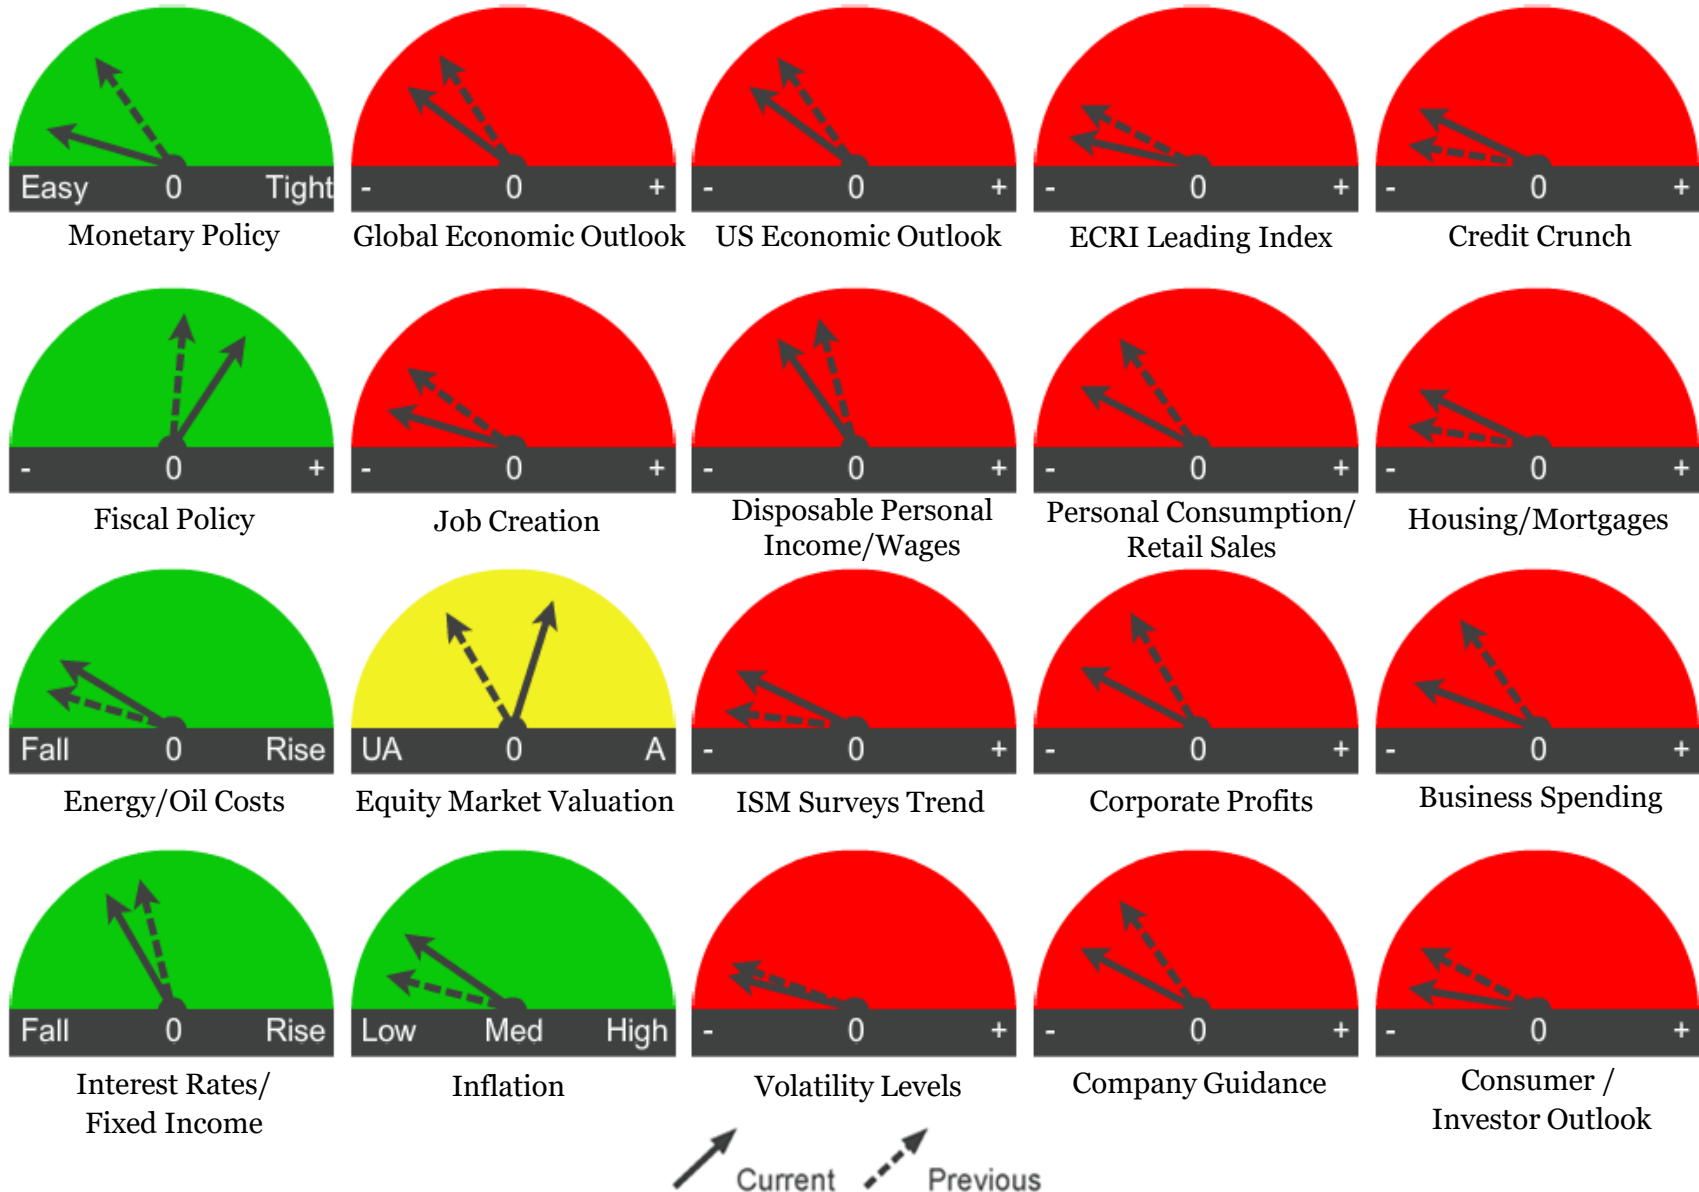 Easy 0 Tight
- 0 +
- 0 +
- 0 +
- 0 +
Monetary Policy
Global Economic Outlook
US Economic Outlook
ECRI Leading Index
Credit Crunch
- 0 +
- 0 +
- 0 +
- 0 +
- 0 +
Fiscal Policy
Job Creation
Disposable Personal
Income/Wages
Personal Consumption/
Retail Sales
Housing/Mortgages
Fall 0 Rise
UA 0 A
- 0 +
- 0 +
- 0 +
Energy/Oil Costs
Equity Market Valuation
ISM Surveys Trend
Corporate Profits
Business Spending
Fall 0 Rise
Low Med High
- 0 +
- 0 +
- 0 +
Interest Rates/
Fixed Income
Inflation
Volatility Levels
Company Guidance
Consumer /
Investor Outlook
Current Previous